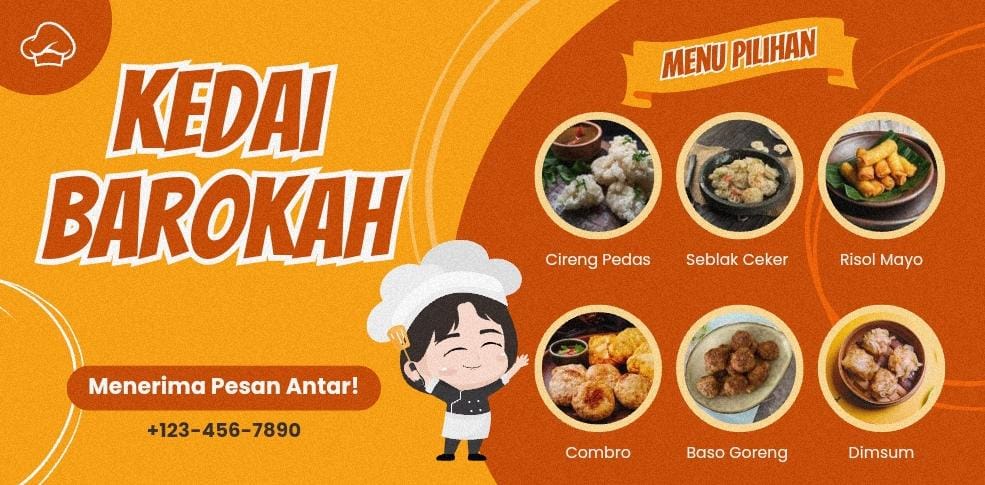 KEDAI
BAROKAH
Menerima Pesan Antar!
+123-456-7890
MENU PILIHAN
Cireng Pedas
Seblak Ceker
Risol Mayo
Combro
Baso Goreng
Dimsum